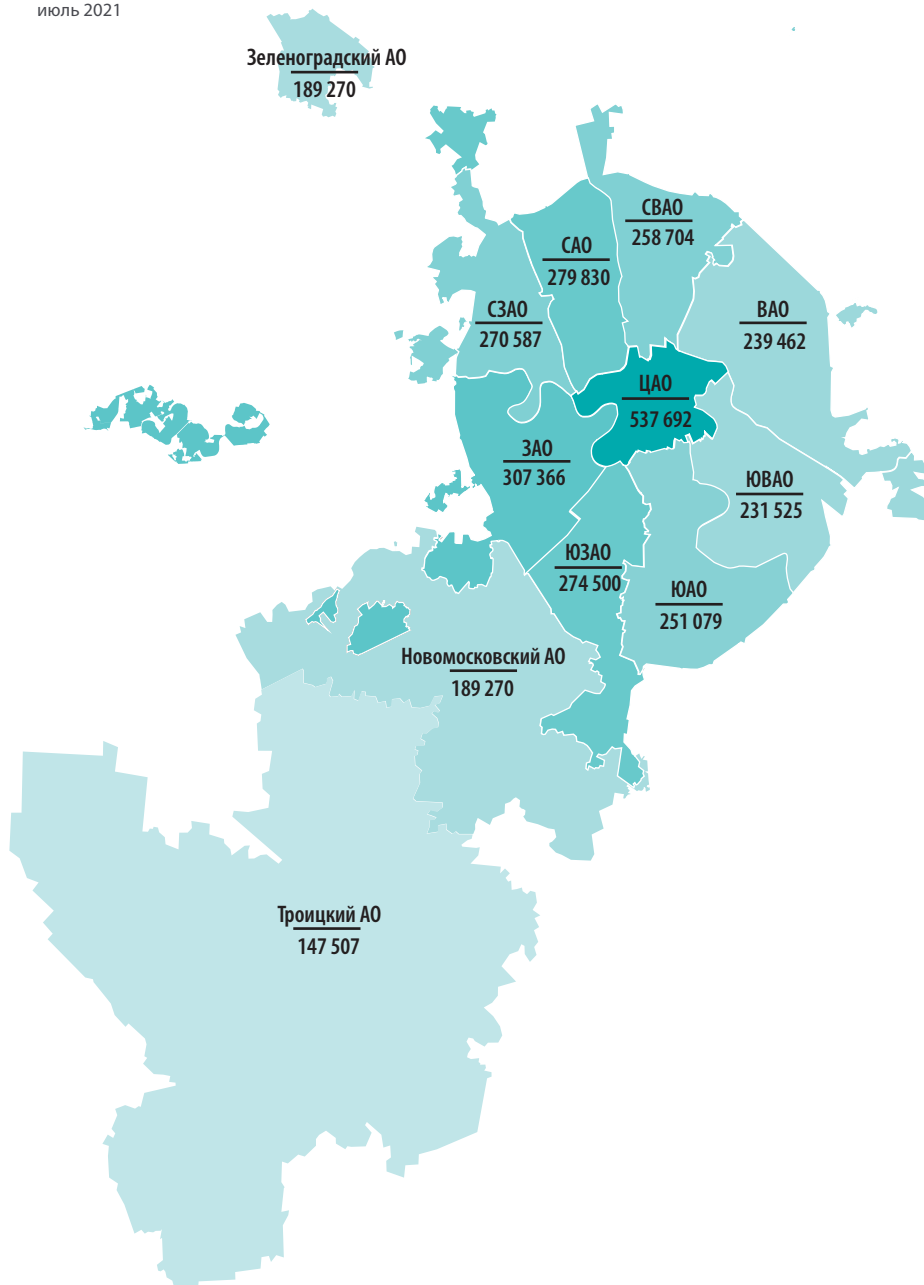 июль 2021
Зеленоградский АО
189 270
СВАО
258 704
САО
279 830
СЗАО
270 587
ВАО
239 462
ЦАО
537 692
ЗАО
307 366
ЮВАО
231 525
ЮЗАО
274 500
ЮАО
251 079
Новомосковский АО
189 270
Троицкий АО
147 507